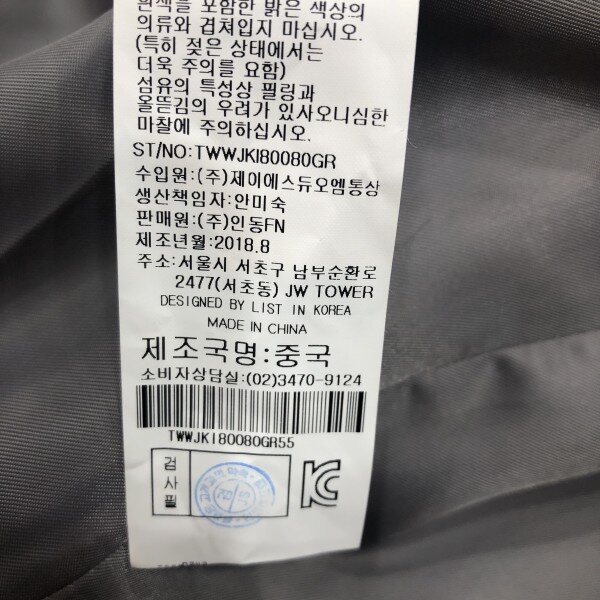 흰색을 포함한 밝은 색상의
의류와 겹쳐입지 마십시오.
(특히 젖은 상태에서는
더욱 주의를 요함)
섬유의 특성상 필링과
올뜯김의 우려가 있사오니심한
마찰에 주의하십시오.
ST/NO:TWWJKI80080GR
수입원:(주)제이에스듀오엠통상
생산책임자:안미숙
판매원:(주)인동FN
제조년월:2018.8
주소:서울시 서초구 남부순환로
2477(서초동) JW TOWER
DESIGNED BY LIST IN KOREA
MADE IN CHINA
제조국명:중국
소비자상담실:(02)3470-9124
TWWJKI80080GR55
검사필